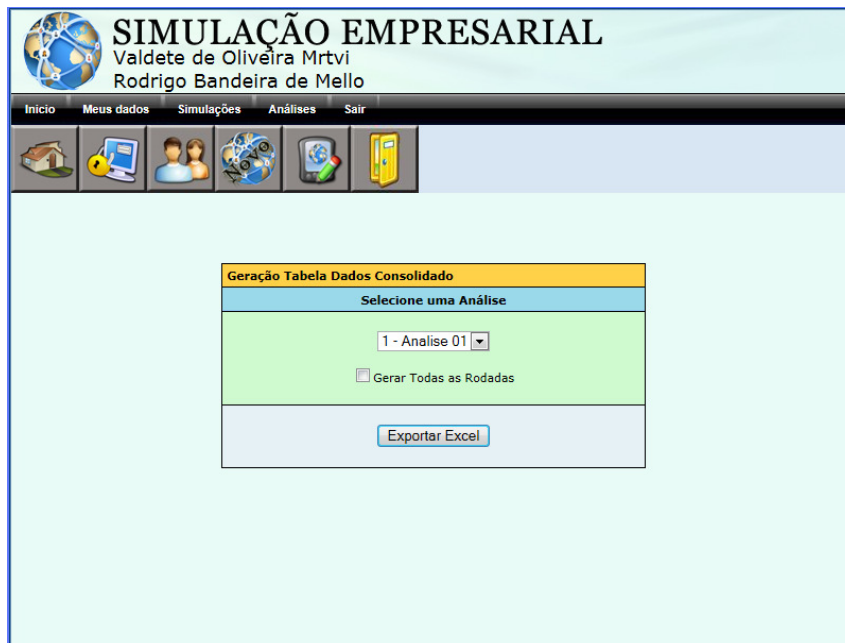 SIMULAÇÃO EMPRESARIAL
Valdete de Oliveira Mrtvi
Rodrigo Bandeira de Mello
Inicio Meus dados Simulações Análises Sair
Novo
Geração Tabela Dados Consolidado
Selecione uma Análise
1 - Analise 01
Gerar Todas as Rodadas
Exportar Excel